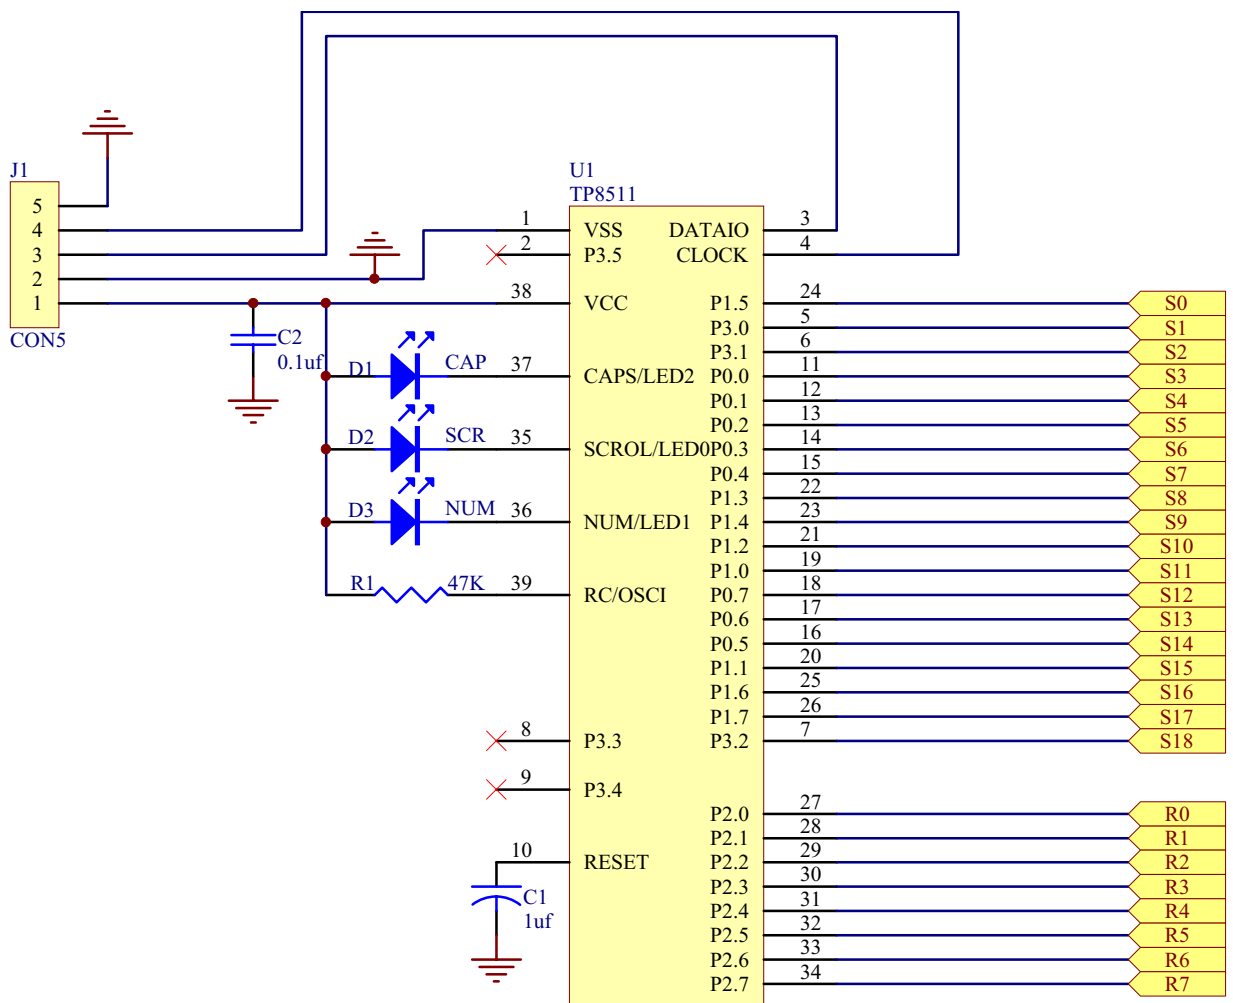 J1
5
4
3
2
1
CON5
C2
0.1uf
D1
CAP
D2
SCR
D3
NUM
R1
47K
C1
1uf
U1
TP8511
1 VSS
2 P3.5
38 VCC
37 CAPS/LED2
35 SCROL/LED0
36 NUM/LED1
39 RC/OSCI
8 P3.3
9 P3.4
10 RESET
DATAIO 3
CLOCK 4
P1.5 24 S0
P3.0 5 S1
P3.1 6 S2
P0.0 11 S3
P0.1 12 S4
P0.2 13 S5
P0.3 14 S6
P0.4 15 S7
P1.3 22 S8
P1.4 23 S9
P1.2 21 S10
P1.0 19 S11
P0.7 18 S12
P0.6 17 S13
P0.5 16 S14
P1.1 20 S15
P1.6 25 S16
P1.7 26 S17
P3.2 7 S18
P2.0 27 R0
P2.1 28 R1
P2.2 29 R2
P2.3 30 R3
P2.4 31 R4
P2.5 32 R5
P2.6 33 R6
P2.7 34 R7